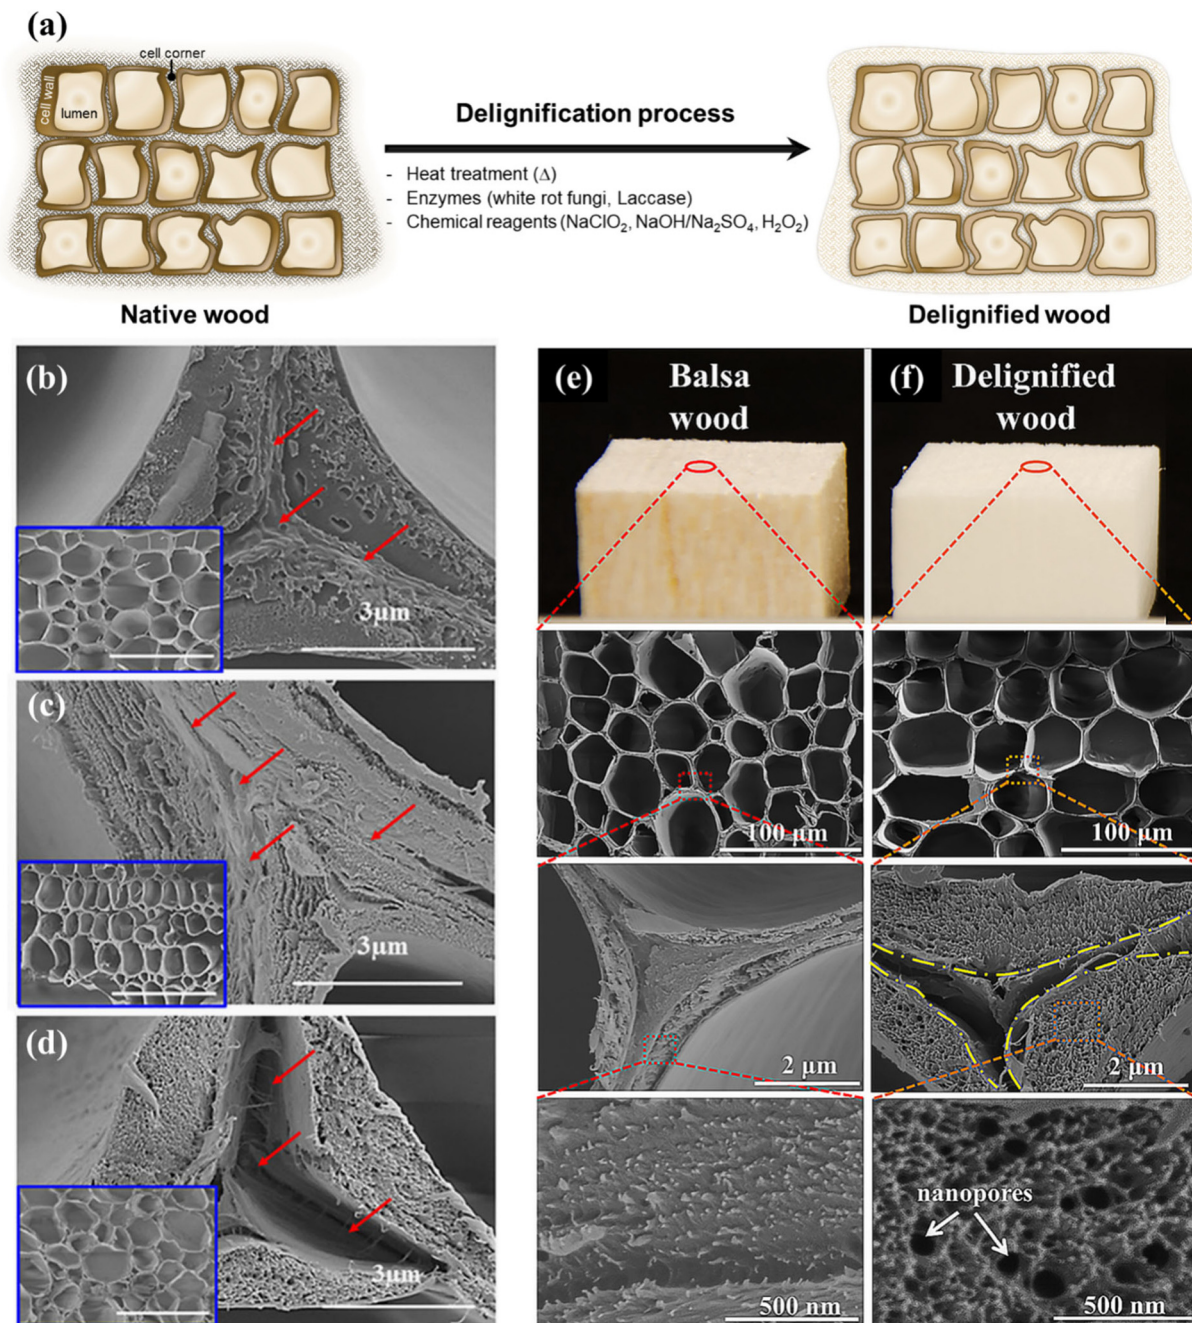 (a)
cell corner
cell wall
lumen
Delignification process
- Heat treatment (Δ)
- Enzymes (white rot fungi, Laccase)
- Chemical reagents (NaClO₂, NaOH/Na₂SO₄, H₂O₂)
Native wood
Delignified wood
(b)
3μm
(c)
3μm
(d)
3μm
(e)
Balsa
wood
100 μm
2 μm
500 nm
(f)
Delignified
wood
100 μm
2 μm
nanopores
500 nm